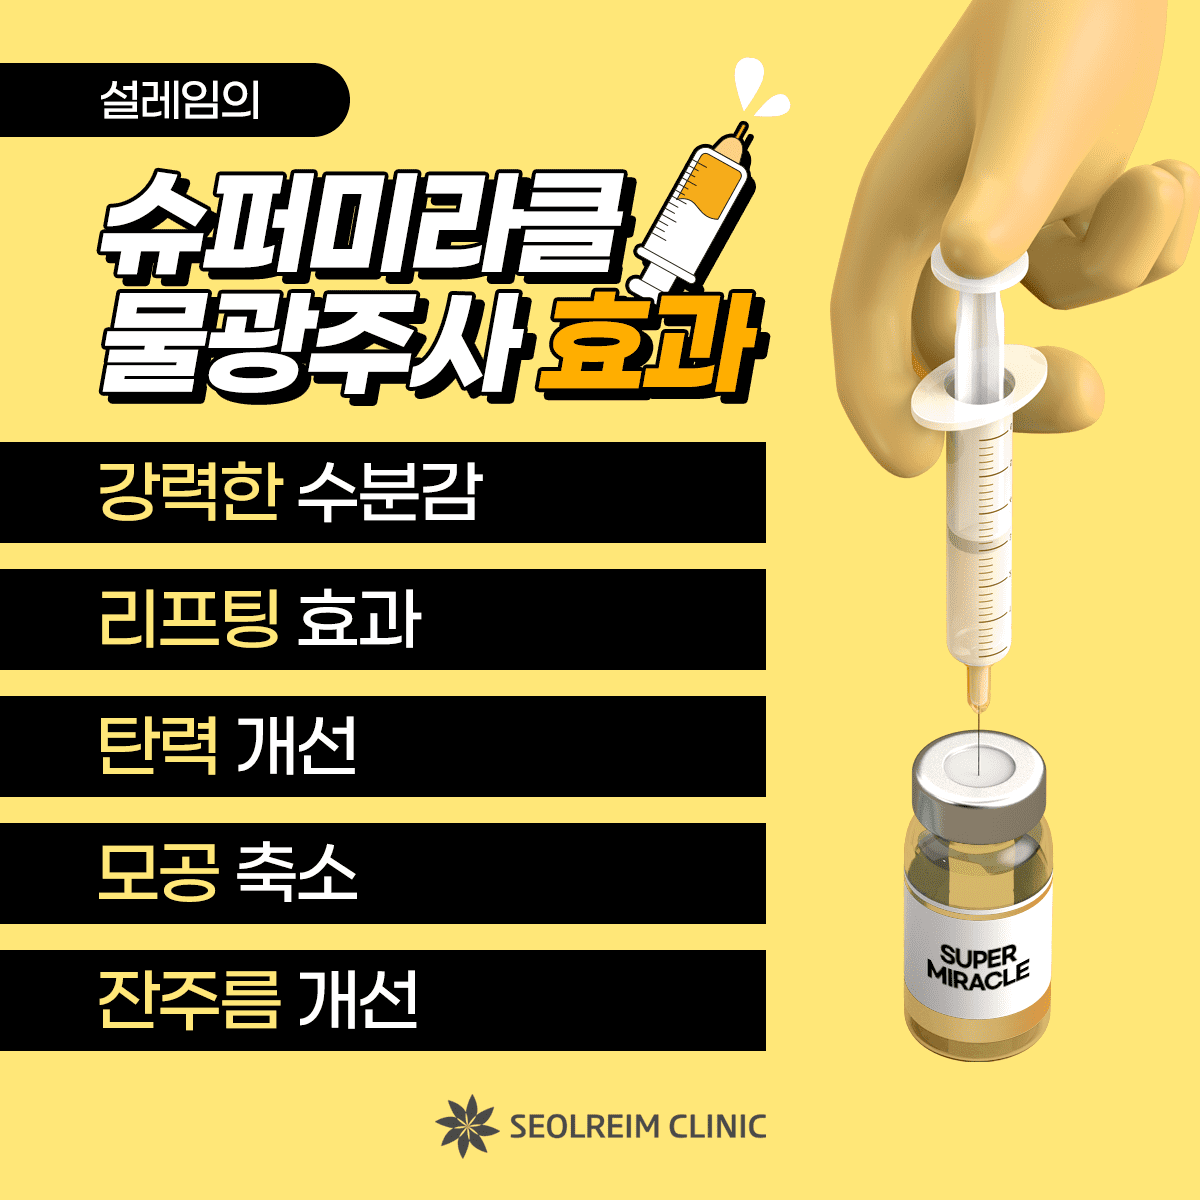 설레임의
슈퍼미라클
물광주사 효과
강력한 수분감
리프팅 효과
탄력 개선
모공 축소
잔주름 개선
SUPER
MIRACLE
SEOLREIM CLINIC